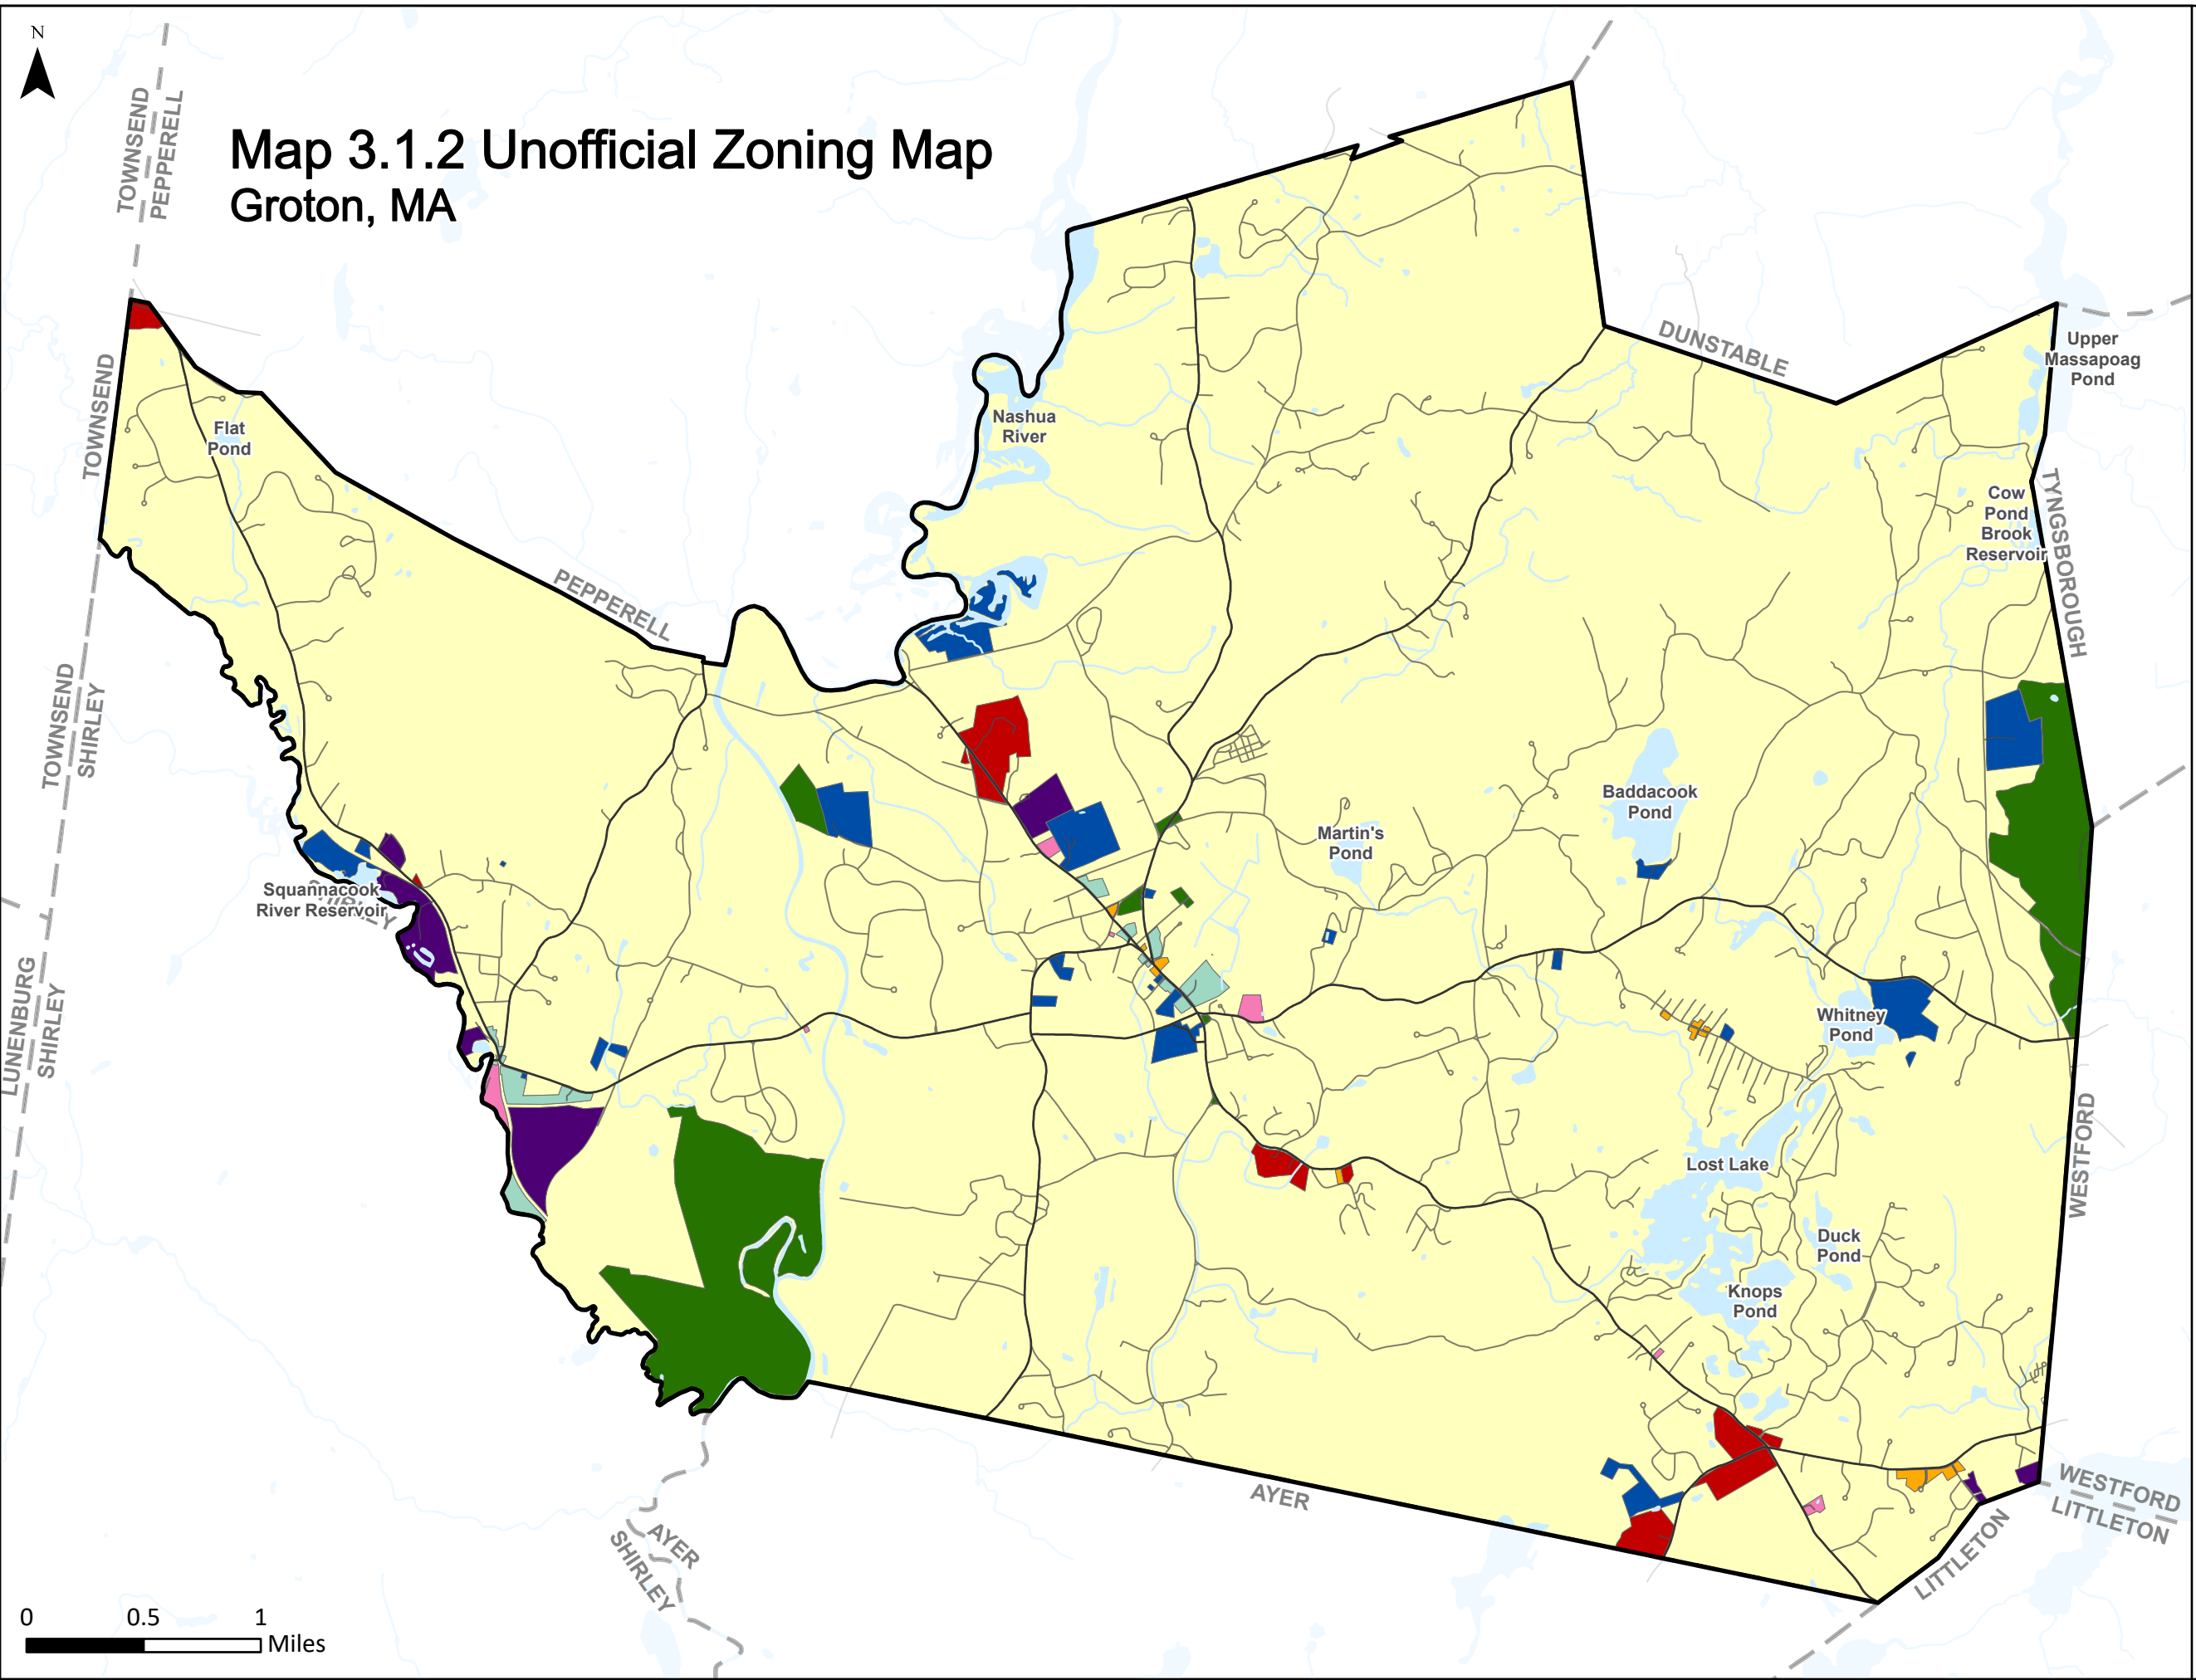 N
Map 3.1.2 Unofficial Zoning Map
Groton, MA
TOWNSEND
PEPPERELL
TOWNSEND
Flat
Pond
Nashua
River
DUNSTABLE
Upper
Massapoag
Pond
Cow
Pond
Brook
Reservoir
TYNGSBOROUGH
PEPPERELL
TOWNSEND
SHIRLEY
Baddacook
Pond
Martin's
Pond
Squannacook
River Reservoir
SHIRLEY
LUNENBURG
SHIRLEY
Whitney
Pond
WESTFORD
Lost Lake
Duck
Pond
Knops
Pond
AYER
WESTFORD
LITTLETON
LITTLETON
AYER
SHIRLEY
0 0.5 1
Miles